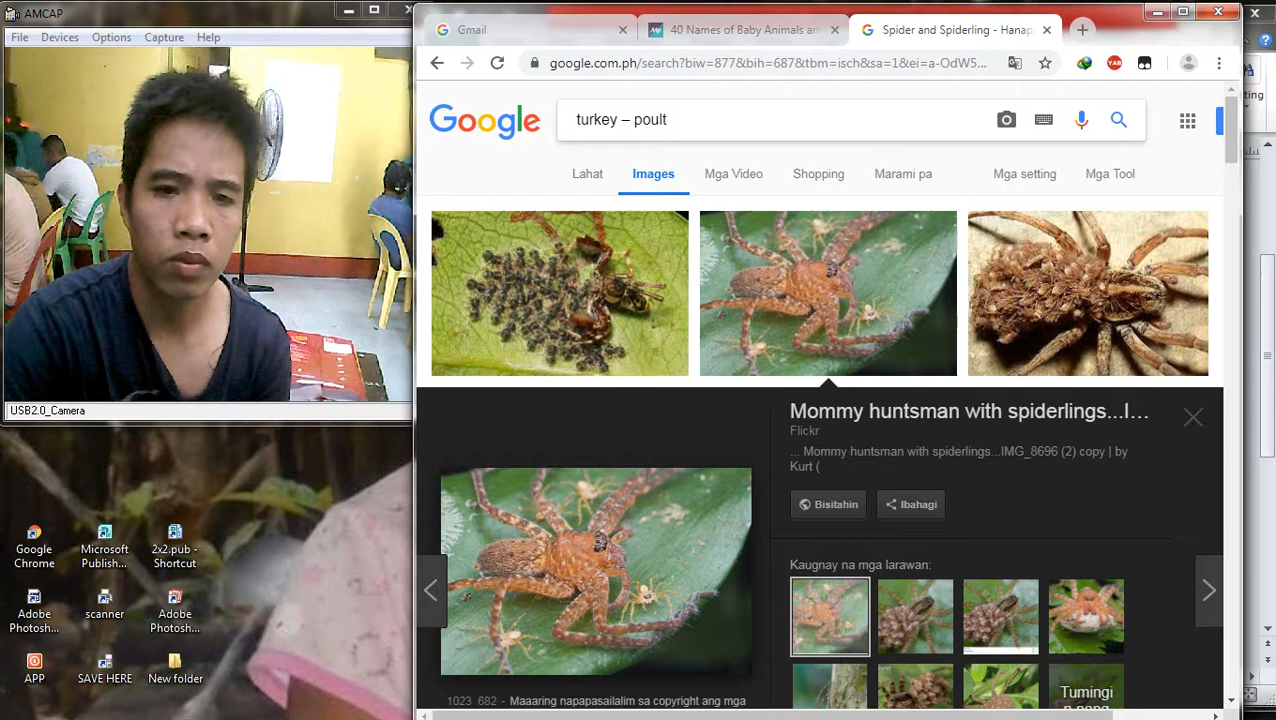 AMCAP
File Devices Options Capture Help
USB2.0_Camera
Google Chrome
Microsoft Publish...
2x2.pub - Shortcut
Adobe Photosh...
scanner
Adobe Photosh...
APP
SAVE HERE
New folder
Gmail
40 Names of Baby Animals a
Spider and Spiderling - Hanap
google.com.ph/search?biw=877&bih=687&tbm=isch&sa=1&ei=a-OdW5...
YAB
Google
turkey – poult
Lahat Images Mga Video Shopping Marami pa Mga setting Mga Tool
Mommy huntsman with spiderlings...I...
Flickr
... Mommy huntsman with spiderlings...IMG_8696 (2) copy | by
Kurt (
Bisitahin Ibahagi
Kaugnay na mga larawan:
Tumingi
n pang
1023 682 - Maaaring napapasailalim sa copyright ang mga
ting